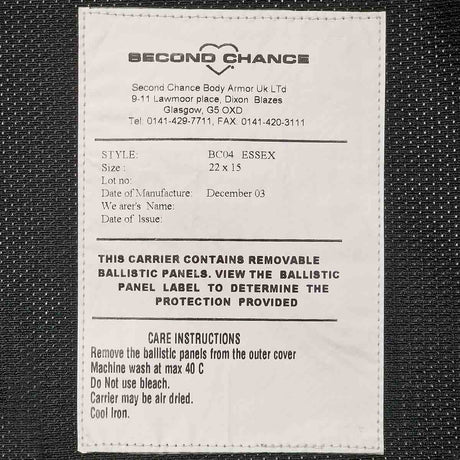 SECOND CHANCE
Second Chance Body Armor Uk LTd
9-11 Lawmoor place, Dixon Blazes
Glasgow, G5 OXD
Tel: 0141-429-7711, FAX: 0141-420-3111
STYLE: BC04 ESSEX
Size : 22 x 15
Lot no:
Date of Manufacture: December 03
We arer's Name:
Date of Issue:
THIS CARRIER CONTAINS REMOVABLE
BALLISTIC PANELS. VIEW THE BALLISTIC
PANEL LABEL TO DETERMINE THE
PROTECTION PROVIDED
CARE INSTRUCTIONS
Remove the ballistic panels from the outer cover
Machine wash at max 40 C
Do Not use bleach.
Carrier may be air dried.
Cool Iron.